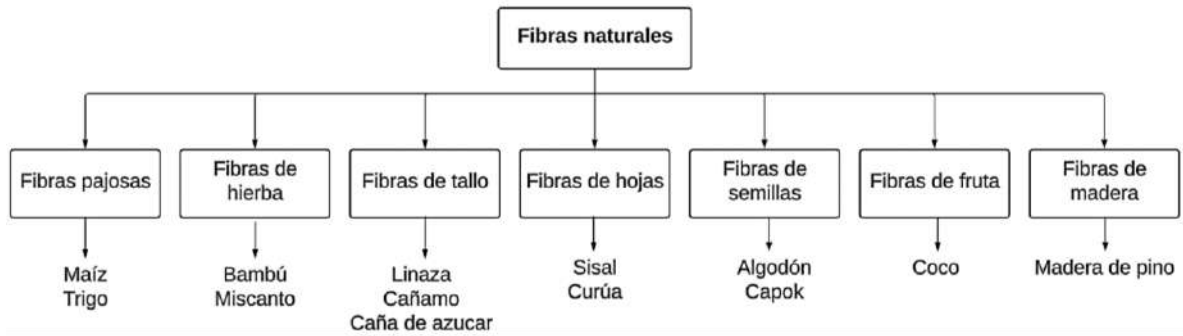 Fibras naturales
Fibras pajosas
Fibras de
hierba
Fibras de tallo
Fibras de hojas
Fibras de
semillas
Fibras de fruta
Fibras de
madera
Maíz
Trigo
Bambú
Miscanto
Linaza
Cañamo
Caña de azucar
Sisal
Curúa
Algodón
Capok
Coco
Madera de pino